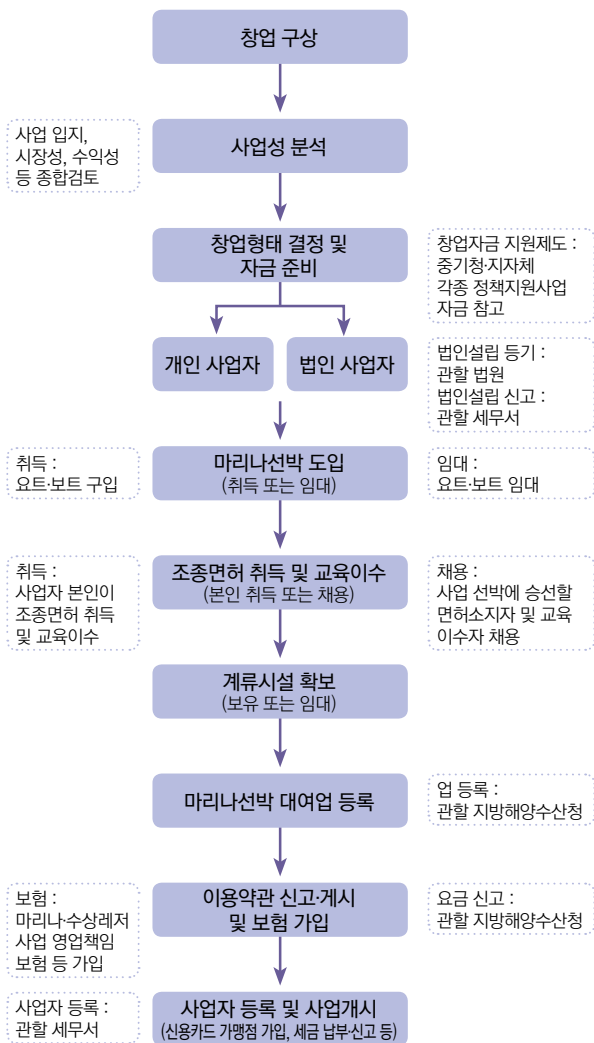 창업 구상
사업 입지,
시장성, 수익성
등 종합검토
사업성 분석
창업형태 결정 및
자금 준비
창업자금 지원제도 :
중기청·지자체
각종 정책지원사업
자금 참고
개인 사업자
법인 사업자
법인설립 등기 :
관할 법원
법인설립 신고 :
관할 세무서
취득 :
요트·보트 구입
마리나선박 도입
(취득 또는 임대)
임대 :
요트·보트 임대
취득 :
사업자 본인이
조종면허 취득
및 교육이수
조종면허 취득 및 교육이수
(본인 취득 또는 채용)
채용 :
사업 선박에 승선할
면허소지자 및 교육
이수자 채용
계류시설 확보
(보유 또는 임대)
마리나선박 대여업 등록
업 등록 :
관할 지방해양수산청
보험 :
마리나·수상레저
사업 영업책임
보험 등 가입
이용약관 신고·게시
및 보험 가입
요금 신고 :
관할 지방해양수산청
사업자 등록 :
관할 세무서
사업자 등록 및 사업개시
(신용카드 가맹점 가입, 세금 납부·신고 등)